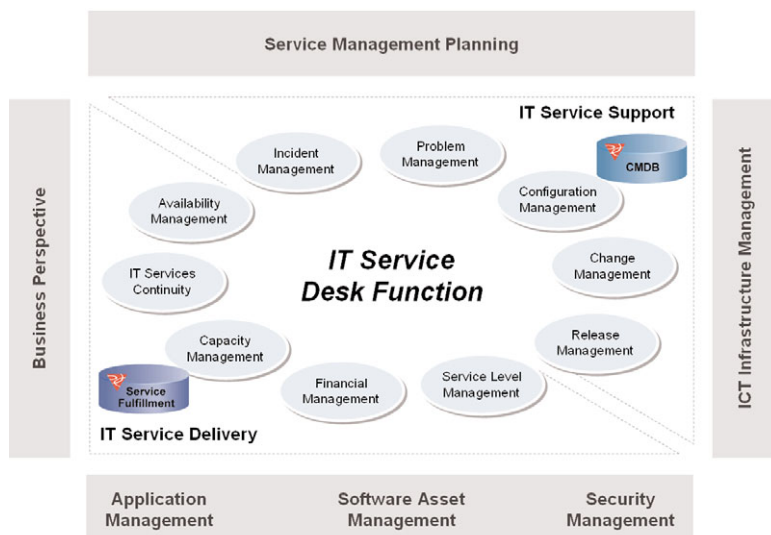 Service Management Planning
Business Perspective
IT Service Support
CMDB
Incident
Management
Problem
Management
Configuration
Management
Availability
Management
IT Service
Desk Function
Change
Management
IT Services
Continuity
Capacity
Management
Release
Management
Financial
Management
Service Level
Management
Service
Fulfillment
IT Service Delivery
ICT Infrastructure Management
Application
Management
Software Asset
Management
Security
Management